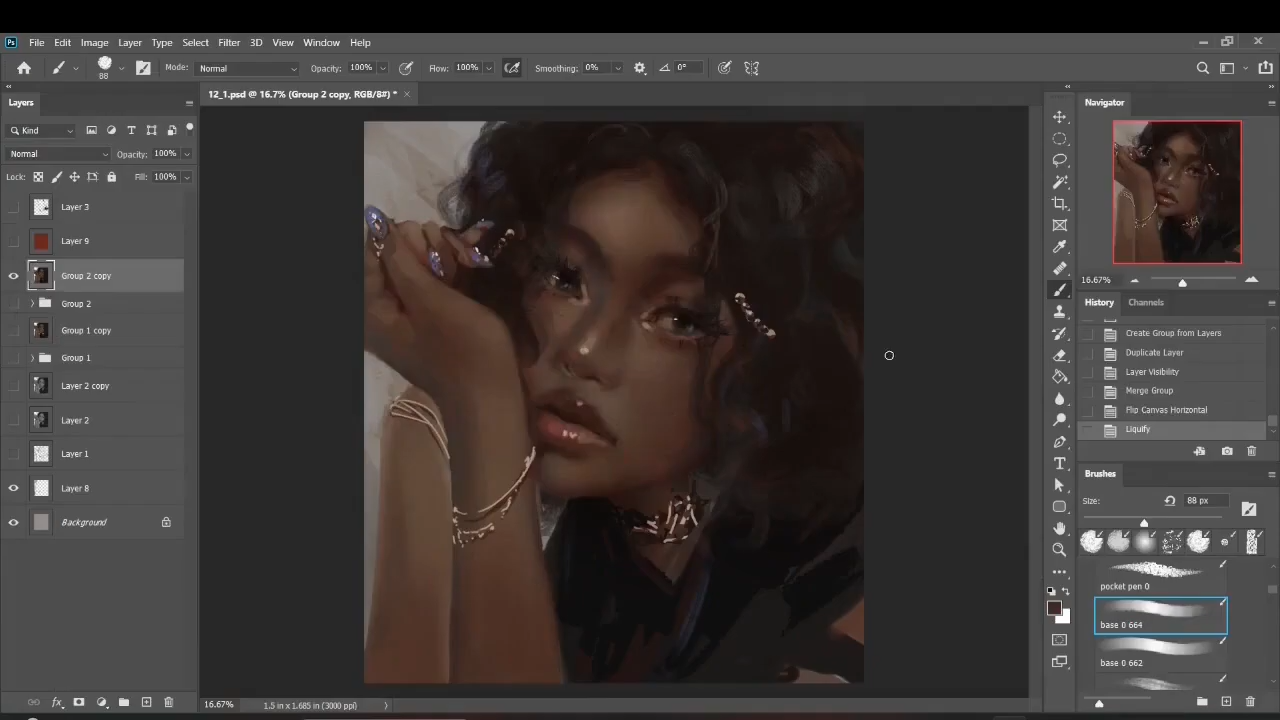 Ps File Edit Image Layer Type Select Filter 3D View Window Help
88 Mode: Normal Opacity: 100% Flow: 100% Smoothing: 0% 0°
Layers
12_1.psd @ 16.7% (Group 2 copy, RGB/8#) *
Navigator
Kind
Normal Opacity: 100%
Lock: Fill: 100%
Layer 3
Layer 9
Group 2 copy
Group 2
Group 1 copy
Group 1
Layer 2 copy
Layer 2
Layer 1
Layer 8
Background
16.67% 1.5 in x 1.685 in (3000 ppi)
16.67%
History Channels
Create Group from Layers
Duplicate Layer
Layer Visibility
Merge Group
Flip Canvas Horizontal
Liquify
Brushes
Size: 88 px
pocket pen 0
base 0 664
base 0 662